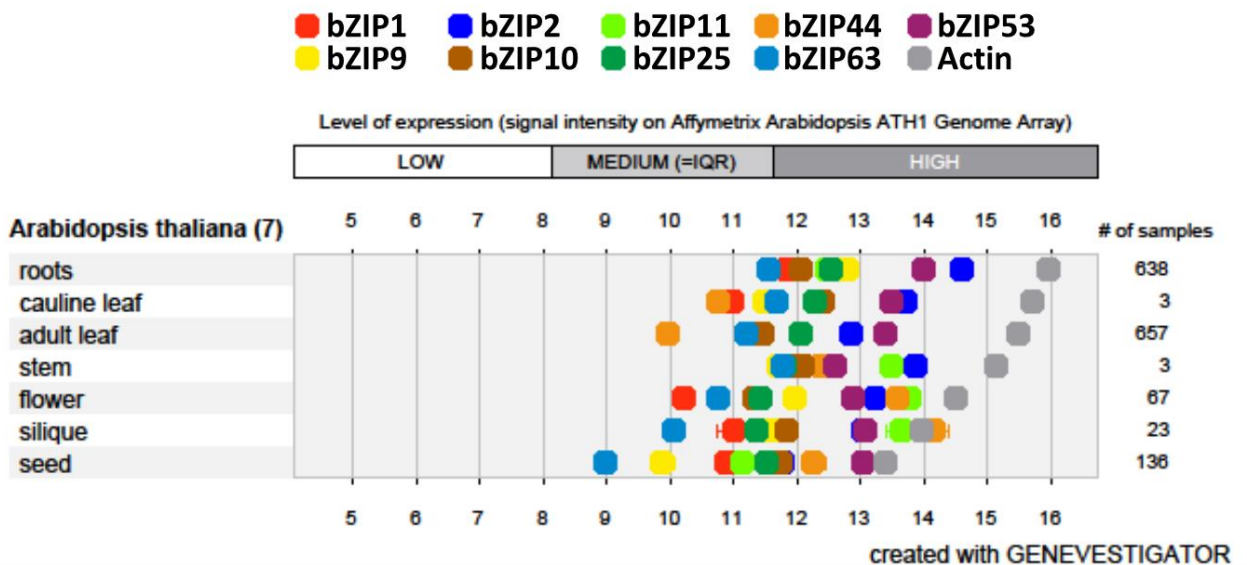 bZIP1 bZIP2 bZIP11 bZIP44 bZIP53
bZIP9 bZIP10 bZIP25 bZIP63 Actin
Level of expression (signal intensity on Affymetrix Arabidopsis ATH1 Genome Array)
LOW MEDIUM (=IQR) HIGH
Arabidopsis thaliana (7) 5 6 7 8 9 10 11 12 13 14 15 16 # of samples
roots 638
cauline leaf 3
adult leaf 657
stem 3
flower 67
silique 23
seed 136
5 6 7 8 9 10 11 12 13 14 15 16
created with GENEVESTIGATOR